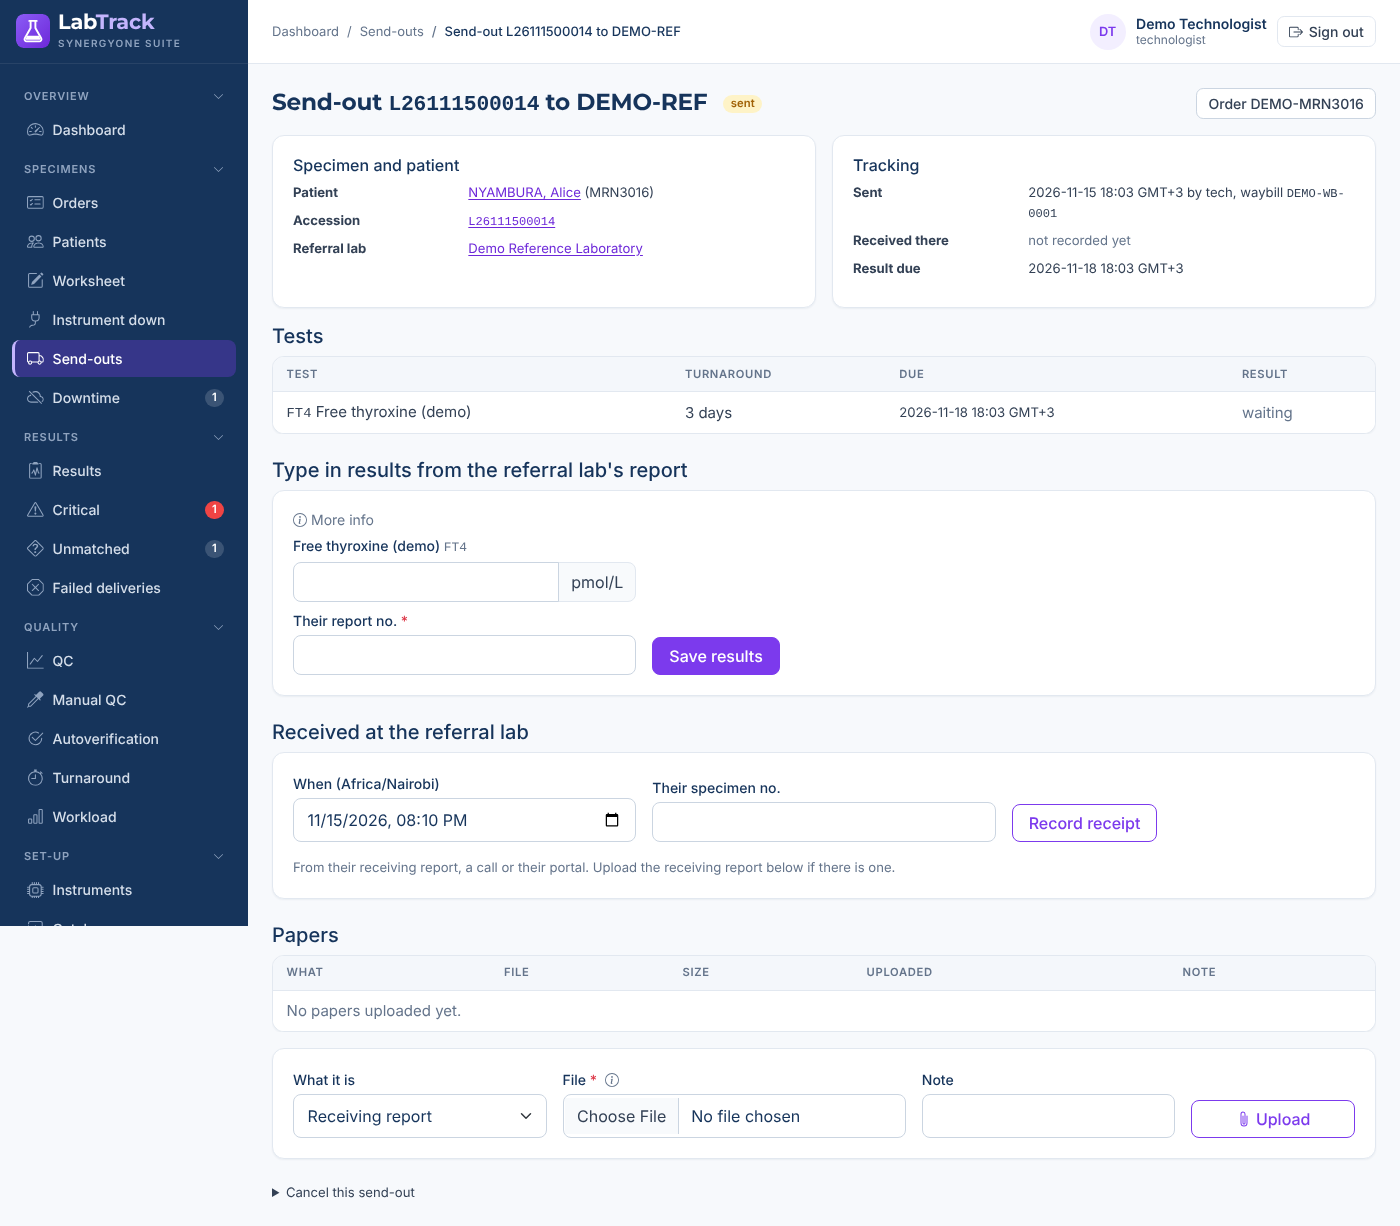 LabTrack
SYNERGYONE SUITE
OVERVIEW
Dashboard
SPECIMENS
Orders
Patients
Worksheet
Instrument down
Send-outs
Downtime 1
RESULTS
Results
Critical 1
Unmatched 1
Failed deliveries
QUALITY
QC
Manual QC
Autoverification
Turnaround
Workload
SET-UP
Instruments
Dashboard / Send-outs / Send-out L26111500014 to DEMO-REF
DT
Demo Technologist
technologist
Sign out
Send-out L26111500014 to DEMO-REF sent
Order DEMO-MRN3016
Specimen and patient
Patient NYAMBURA, Alice (MRN3016)
Accession L26111500014
Referral lab Demo Reference Laboratory
Tracking
Sent 2026-11-15 18:03 GMT+3 by tech, waybill DEMO-WB-
0001
Received there not recorded yet
Result due 2026-11-18 18:03 GMT+3
Tests
TEST TURNAROUND DUE RESULT
FT4 Free thyroxine (demo) 3 days 2026-11-18 18:03 GMT+3 waiting
Type in results from the referral lab's report
More info
Free thyroxine (demo) FT4
pmol/L
Their report no. *
Save results
Received at the referral lab
When (Africa/Nairobi) Their specimen no.
11/15/2026, 08:10 PM
Record receipt
From their receiving report, a call or their portal. Upload the receiving report below if there is one.
Papers
WHAT FILE SIZE UPLOADED NOTE
No papers uploaded yet.
What it is File * Note
Receiving report Choose File No file chosen Upload
Cancel this send-out